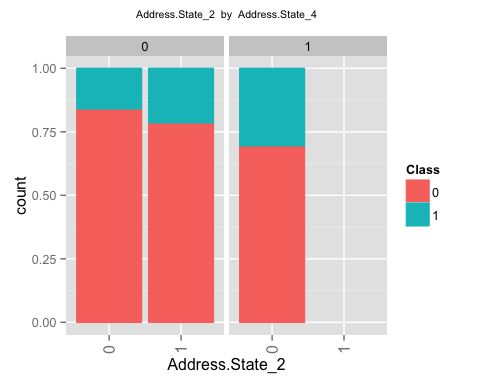 Address.State_2 by Address.State_4
0 1
1.00
0.75
0.50
0.25
0.00
count
0 1 0 1
Address.State_2
Class
0
1